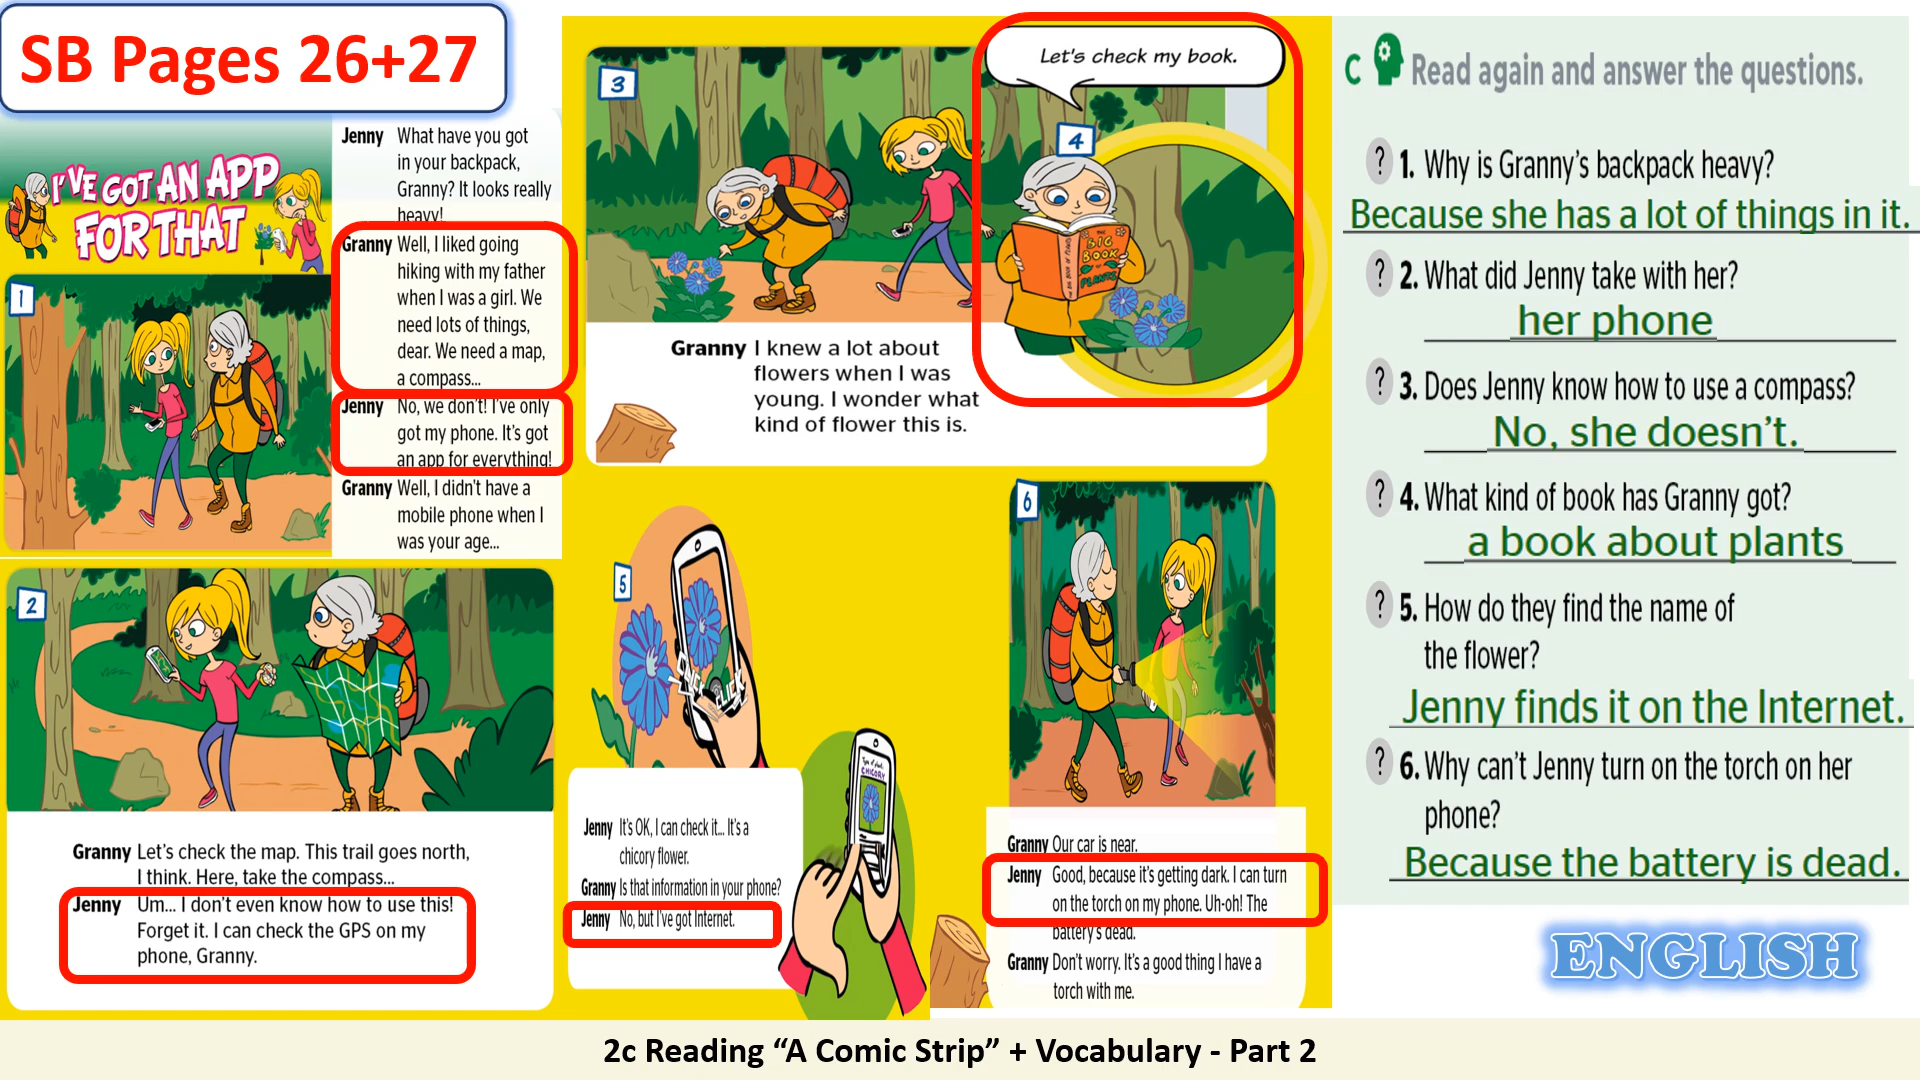 SB Pages 26+27
I'VE GOT AN APP
FOR THAT
Jenny What have you got
in your backpack,
Granny? It looks really
heavy!
Granny Well, I liked going
hiking with my father
when I was a girl. We
need lots of things,
dear. We need a map,
a compass...
Jenny No, we don't! I've only
got my phone. It's got
an app for everything!
Granny Well, I didn't have a
mobile phone when I
was your age...
1
2
Granny Let's check the map. This trail goes north,
I think. Here, take the compass...
Jenny Um... I don't even know how to use this!
Forget it. I can check the GPS on my
phone, Granny.
3
Granny I knew a lot about
flowers when I was
young. I wonder what
kind of flower this is.
Let's check my book.
4
THE
BIG
BOOK
OF
PLANTS
THE BIG BOOK OF PLANTS
5
CLICK
CLICK
Type of plant:
CHICORY
Jenny It's OK, I can check it... It's a
chicory flower.
Granny Is that information in your phone?
Jenny No, but I've got Internet.
6
Granny Our car is near.
Jenny Good, because it's getting dark. I can turn
on the torch on my phone. Uh-oh! The
battery's dead.
Granny Don't worry. It's a good thing I have a
torch with me.
C Read again and answer the questions.
? 1. Why is Granny's backpack heavy?
Because she has a lot of things in it.
? 2. What did Jenny take with her?
her phone
? 3. Does Jenny know how to use a compass?
No, she doesn't.
? 4. What kind of book has Granny got?
a book about plants
? 5. How do they find the name of
the flower?
Jenny finds it on the Internet.
? 6. Why can't Jenny turn on the torch on her
phone?
Because the battery is dead.
ENGLISH
2c Reading “A Comic Strip” + Vocabulary - Part 2